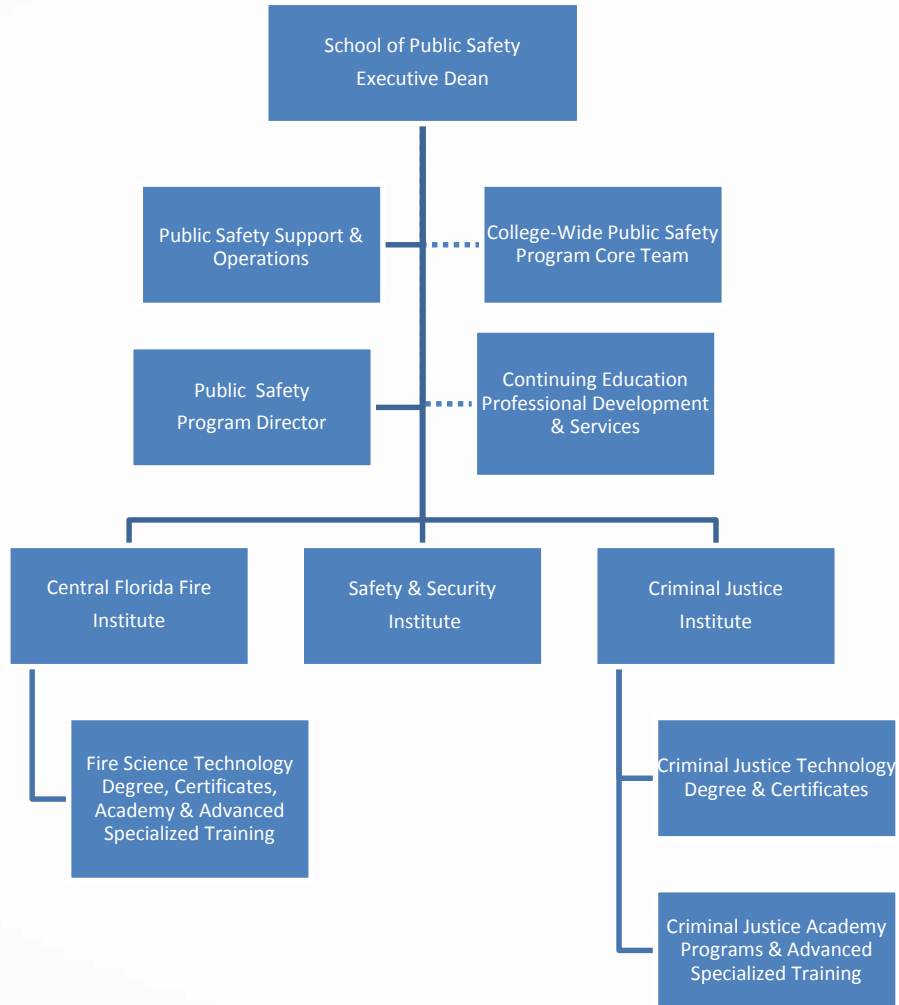 School of Public Safety
Executive Dean
Public Safety Support &
Operations
College-Wide Public Safety
Program Core Team
Public  Safety
Program Director
Continuing Education
Professional Development
& Services
Central Florida Fire
Institute
Safety & Security
Institute
Criminal Justice
Institute
Fire Science Technology
Degree, Certificates,
Academy & Advanced
Specialized Training
Criminal Justice Technology
Degree & Certificates
Criminal Justice Academy
Programs & Advanced
Specialized Training